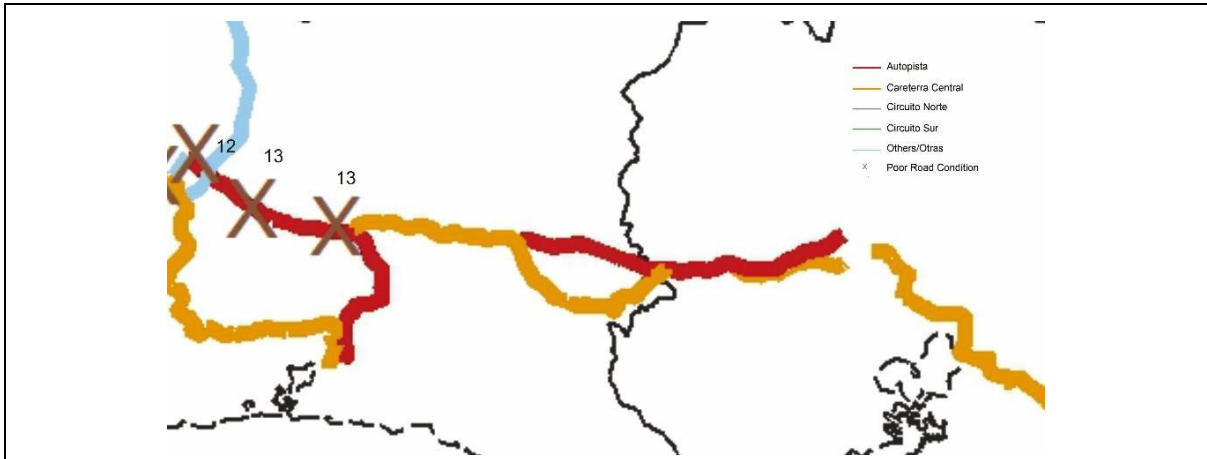 Autopista
Careterra Central
Circuito Norte
Circuito Sur
Others/Otras
X Poor Road Condition
12
13
13